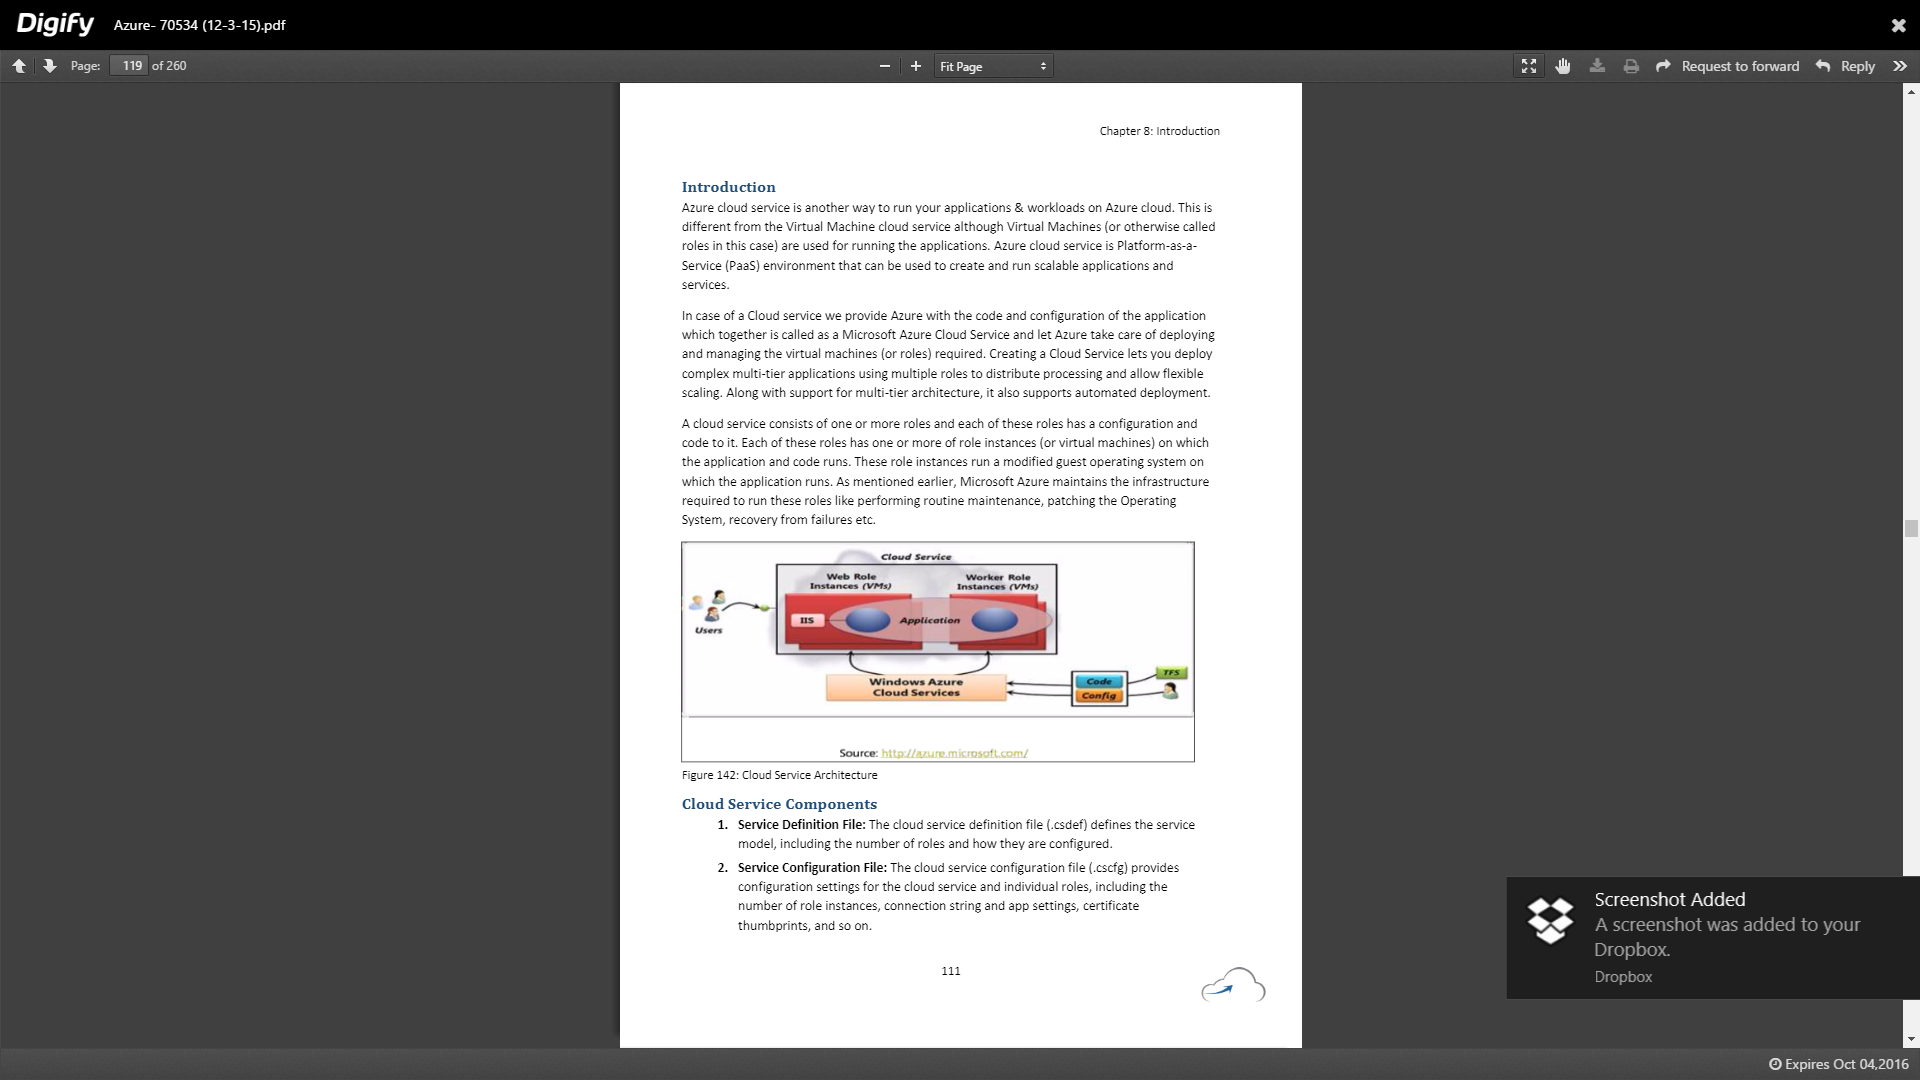 Digify Azure- 70534 (12-3-15).pdf
Page: 119 of 260 Fit Page Request to forward Reply
Chapter 8: Introduction
Introduction
Azure cloud service is another way to run your applications & workloads on Azure cloud. This is
different from the Virtual Machine cloud service although Virtual Machines (or otherwise called
roles in this case) are used for running the applications. Azure cloud service is Platform-as-a-
Service (PaaS) environment that can be used to create and run scalable applications and
services.
In case of a Cloud service we provide Azure with the code and configuration of the application
which together is called as a Microsoft Azure Cloud Service and let Azure take care of deploying
and managing the virtual machines (or roles) required. Creating a Cloud Service lets you deploy
complex multi-tier applications using multiple roles to distribute processing and allow flexible
scaling. Along with support for multi-tier architecture, it also supports automated deployment.
A cloud service consists of one or more roles and each of these roles has a configuration and
code to it. Each of these roles has one or more of role instances (or virtual machines) on which
the application and code runs. These role instances run a modified guest operating system on
which the application runs. As mentioned earlier, Microsoft Azure maintains the infrastructure
required to run these roles like performing routine maintenance, patching the Operating
System, recovery from failures etc.
Cloud Service
Web Role
Instances (VMs)
Worker Role
Instances (VMs)
Users
IIS
Application
Windows Azure
Cloud Services
Code
Config
TFS
Source: http://azure.microsoft.com/
Figure 142: Cloud Service Architecture
Cloud Service Components
1. Service Definition File: The cloud service definition file (.csdef) defines the service
model, including the number of roles and how they are configured.
2. Service Configuration File: The cloud service configuration file (.cscfg) provides
configuration settings for the cloud service and individual roles, including the
number of role instances, connection string and app settings, certificate
thumbprints, and so on.
111
Screenshot Added
A screenshot was added to your
Dropbox.
Dropbox
Expires Oct 04,2016